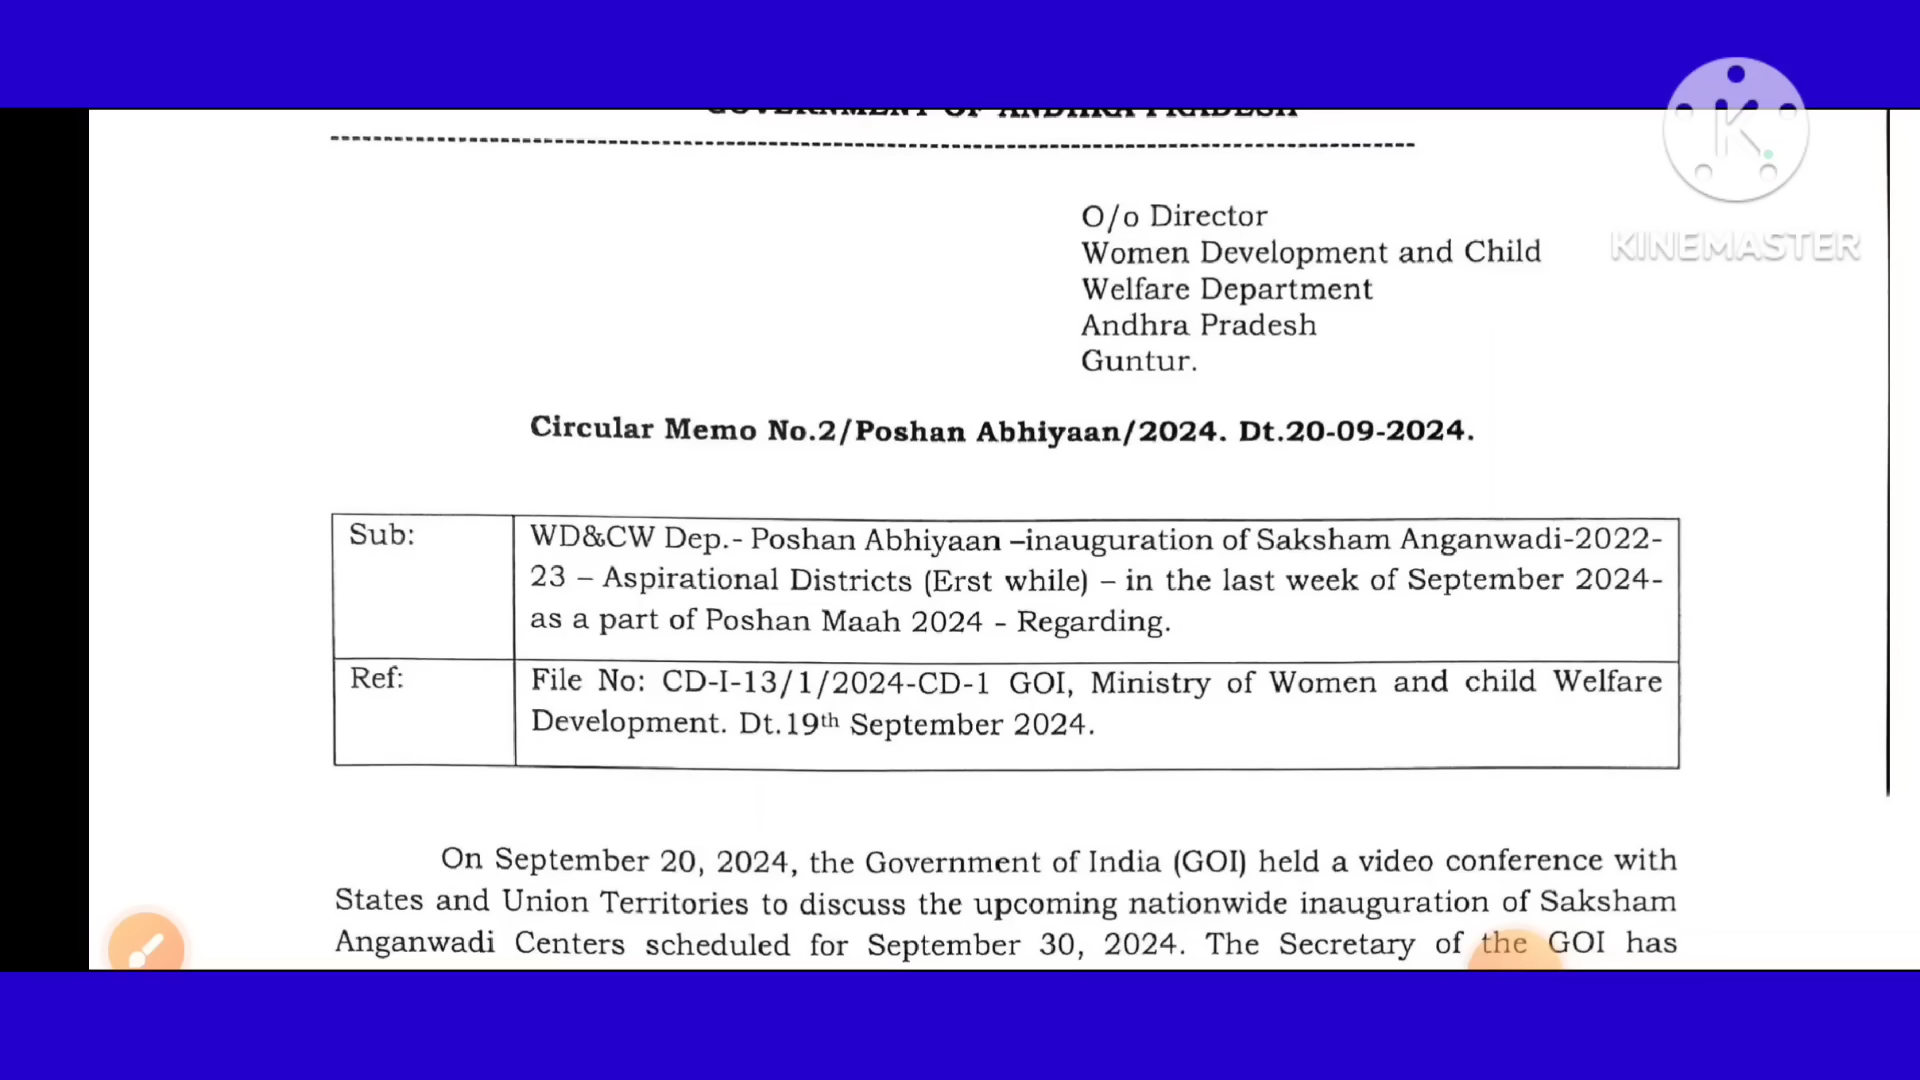 GOVERNMENT OF ANDHRA PRADESH
O/o Director
Women Development and Child
Welfare Department
Andhra Pradesh
Guntur.
KINEMASTER
Circular Memo No.2/Poshan Abhiyaan/2024. Dt.20-09-2024.
Sub: WD&CW Dep.- Poshan Abhiyaan –inauguration of Saksham Anganwadi-2022-
23 – Aspirational Districts (Erst while) – in the last week of September 2024-
as a part of Poshan Maah 2024 - Regarding.
Ref: File No: CD-I-13/1/2024-CD-1 GOI, Ministry of Women and child Welfare
Development. Dt.19th September 2024.
On September 20, 2024, the Government of India (GOI) held a video conference with
States and Union Territories to discuss the upcoming nationwide inauguration of Saksham
Anganwadi Centers scheduled for September 30, 2024. The Secretary of the GOI has